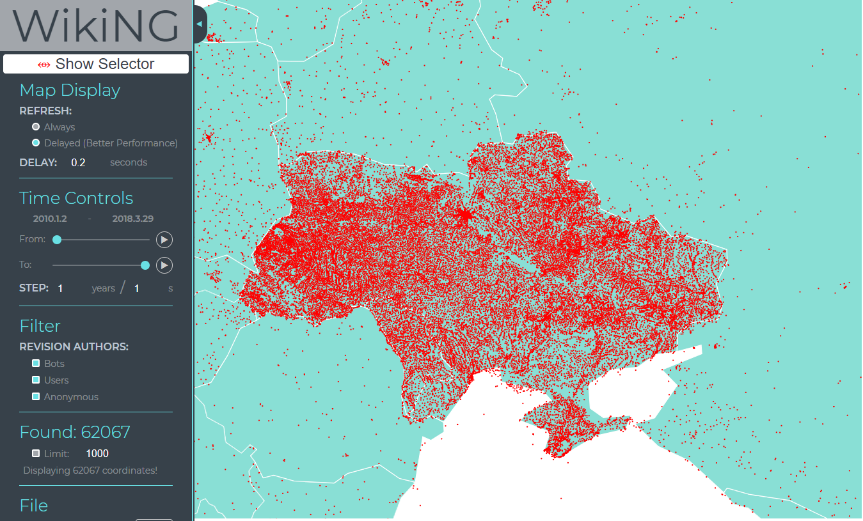 WikiNG
Show Selector
Map Display
REFRESH:
Always
Delayed (Better Performance)
DELAY: 0.2 seconds
Time Controls
2010.1.2 - 2018.3.29
From:
To:
STEP: 1 years / 1 s
Filter
REVISION AUTHORS:
Bots
Users
Anonymous
Found: 62067
Limit: 1000
Displaying 62067 coordinates!
File